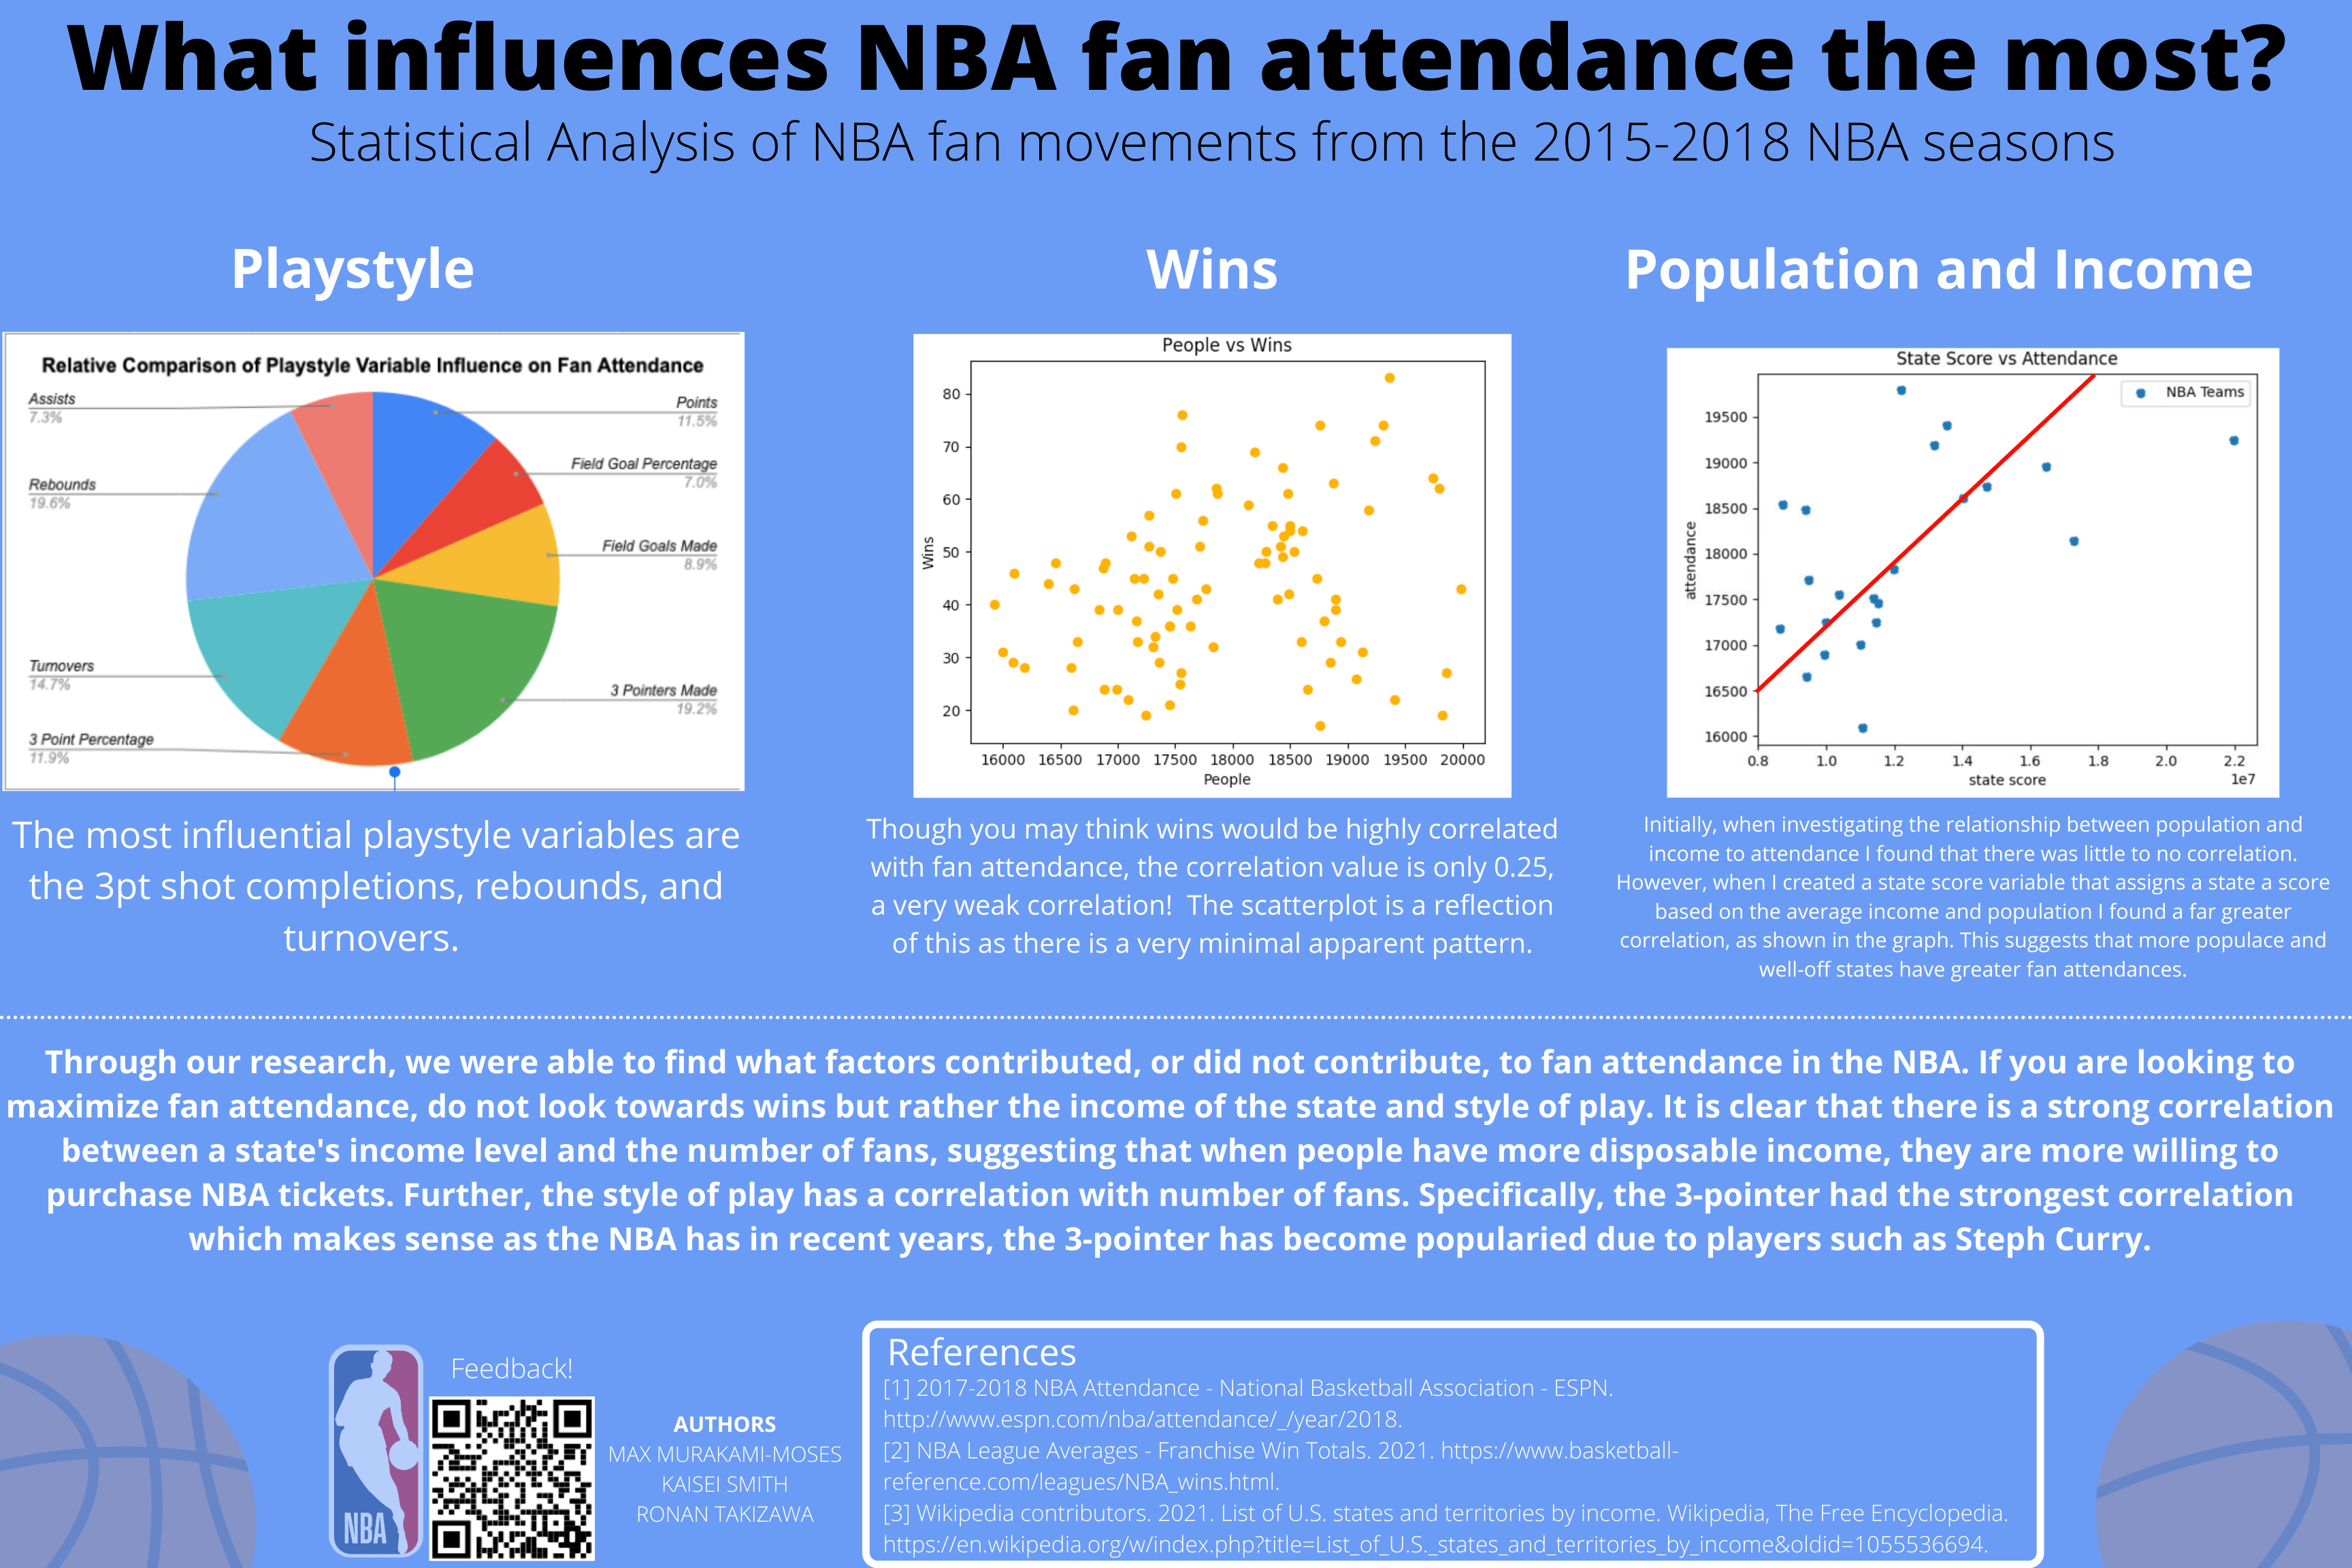 What influences NBA fan attendance the most?
Statistical Analysis of NBA fan movements from the 2015-2018 NBA seasons
Playstyle
Relative Comparison of Playstyle Variable Influence on Fan Attendance
Assists
7.3%
Rebounds
19.6%
Turnovers
14.7%
3 Point Percentage
11.9%
Points
11.5%
Field Goal Percentage
7.0%
Field Goals Made
8.9%
3 Pointers Made
19.2%
The most influential playstyle variables are
the 3pt shot completions, rebounds, and
turnovers.
Wins
People vs Wins
Wins
80
70
60
50
40
30
20
16000 16500 17000 17500 18000 18500 19000 19500 20000
People
Though you may think wins would be highly correlated
with fan attendance, the correlation value is only 0.25,
a very weak correlation! The scatterplot is a reflection
of this as there is a very minimal apparent pattern.
Population and Income
State Score vs Attendance
NBA Teams
attendance
19500
19000
18500
18000
17500
17000
16500
16000
0.8 1.0 1.2 1.4 1.6 1.8 2.0 2.2
1e7
state score
Initially, when investigating the relationship between population and
income to attendance I found that there was little to no correlation.
However, when I created a state score variable that assigns a state a score
based on the average income and population I found a far greater
correlation, as shown in the graph. This suggests that more populace and
well-off states have greater fan attendances.
Through our research, we were able to find what factors contributed, or did not contribute, to fan attendance in the NBA. If you are looking to
maximize fan attendance, do not look towards wins but rather the income of the state and style of play. It is clear that there is a strong correlation
between a state's income level and the number of fans, suggesting that when people have more disposable income, they are more willing to
purchase NBA tickets. Further, the style of play has a correlation with number of fans. Specifically, the 3-pointer had the strongest correlation
which makes sense as the NBA has in recent years, the 3-pointer has become popularied due to players such as Steph Curry.
NBA
Feedback!
AUTHORS
MAX MURAKAMI-MOSES
KAISEI SMITH
RONAN TAKIZAWA
References
[1] 2017-2018 NBA Attendance - National Basketball Association - ESPN.
http://www.espn.com/nba/attendance/_/year/2018.
[2] NBA League Averages - Franchise Win Totals. 2021. https://www.basketball-
reference.com/leagues/NBA_wins.html.
[3] Wikipedia contributors. 2021. List of U.S. states and territories by income. Wikipedia, The Free Encyclopedia.
https://en.wikipedia.org/w/index.php?title=List_of_U.S._states_and_territories_by_income&oldid=1055536694.